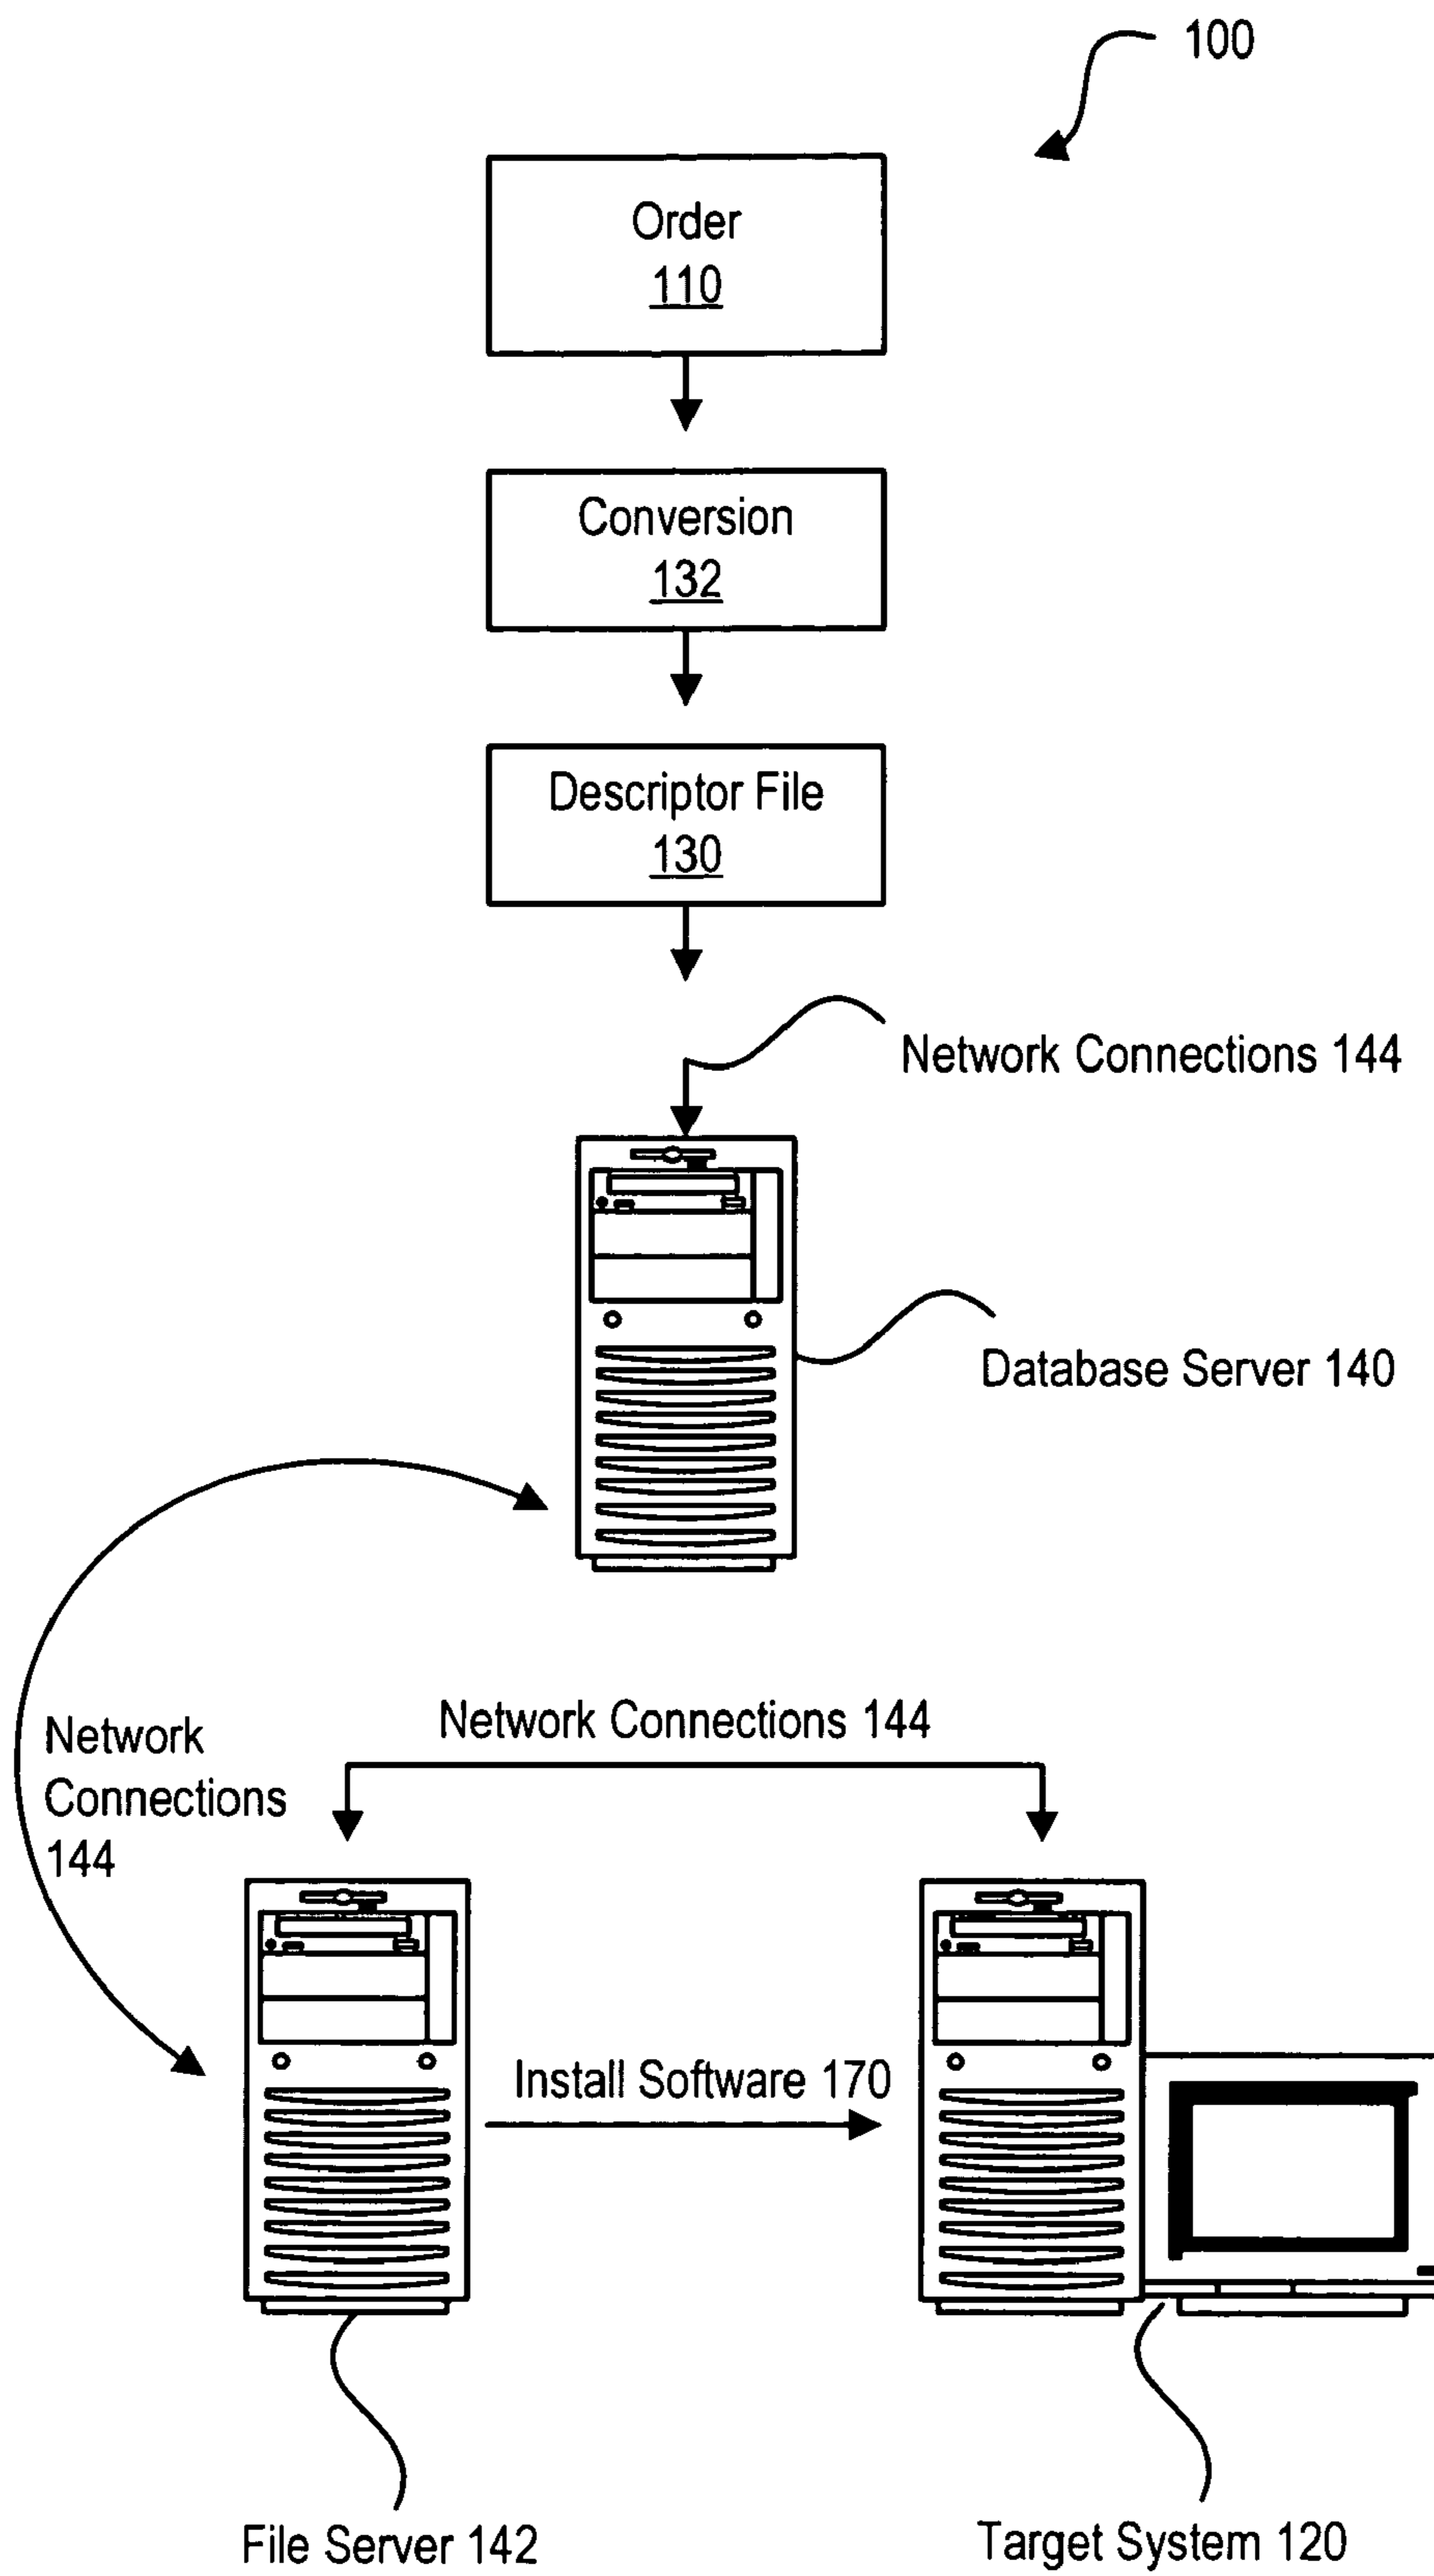 100
Order
110
Conversion
132
Descriptor File
130
Network Connections 144
Database Server 140
Network Connections 144
Network
Connections
144
Install Software 170
File Server 142
Target System 120